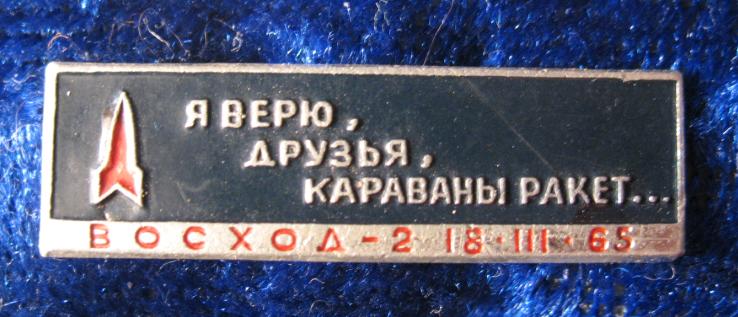 Я ВЕРЮ,
ДРУЗЬЯ,
КАРАВАНЫ РАКЕТ...
ВОСХОД-2 18·III·65